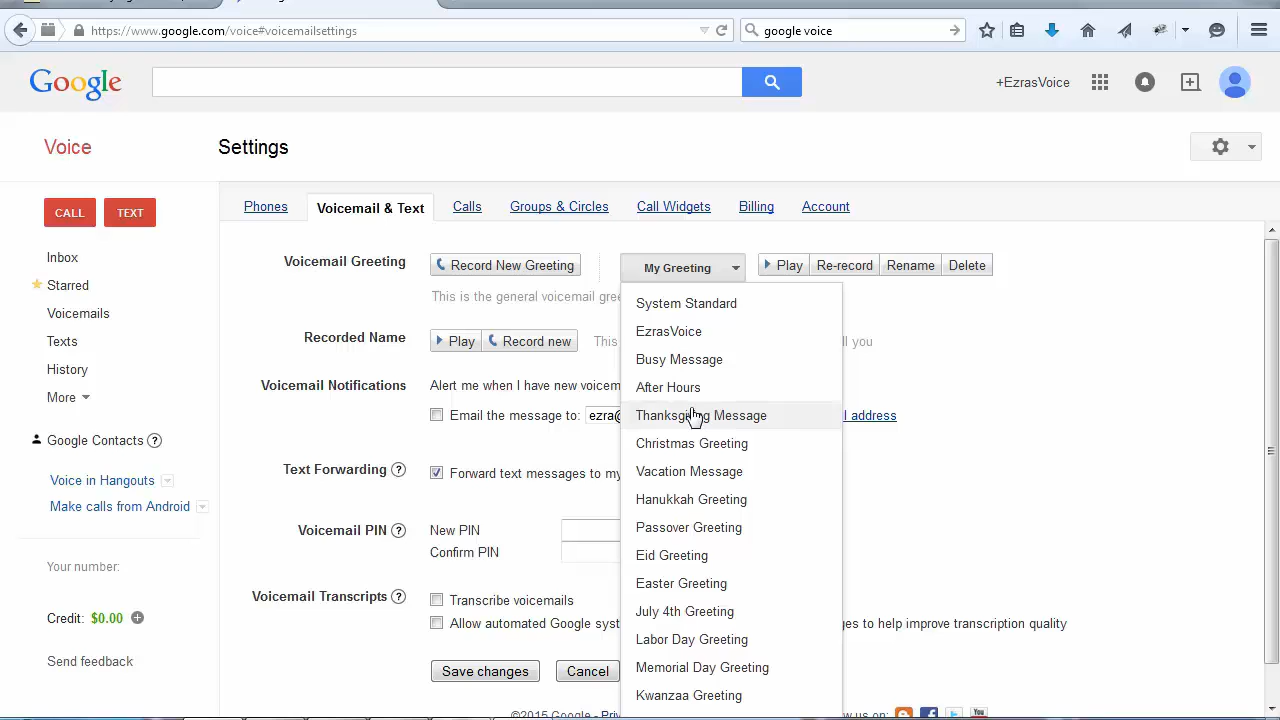 https://www.google.com/voice#voicemailsettings
google voice
Google
+EzrasVoice
Voice
Settings
CALL
TEXT
Phones
Voicemail & Text
Calls
Groups & Circles
Call Widgets
Billing
Account
Inbox
Starred
Voicemails
Texts
History
More
Google Contacts ?
Voice in Hangouts
Make calls from Android
Your number:
Credit: $0.00
Send feedback
Voicemail Greeting
Record New Greeting
My Greeting
Play
Re-record
Rename
Delete
This is the general voicemail gree
System Standard
EzrasVoice
Busy Message
After Hours
Thanksgiving Message
Christmas Greeting
Vacation Message
Hanukkah Greeting
Passover Greeting
Eid Greeting
Easter Greeting
July 4th Greeting
Labor Day Greeting
Memorial Day Greeting
Kwanzaa Greeting
Recorded Name
Play
Record new
This
ll you
Voicemail Notifications
Alert me when I have new voicem
Email the message to:
ezra@
l address
Text Forwarding ?
Forward text messages to my
Voicemail PIN ?
New PIN
Confirm PIN
Voicemail Transcripts ?
Transcribe voicemails
Allow automated Google syst
ges to help improve transcription quality
Save changes
Cancel
©2015 Google - Priv
us on:
You